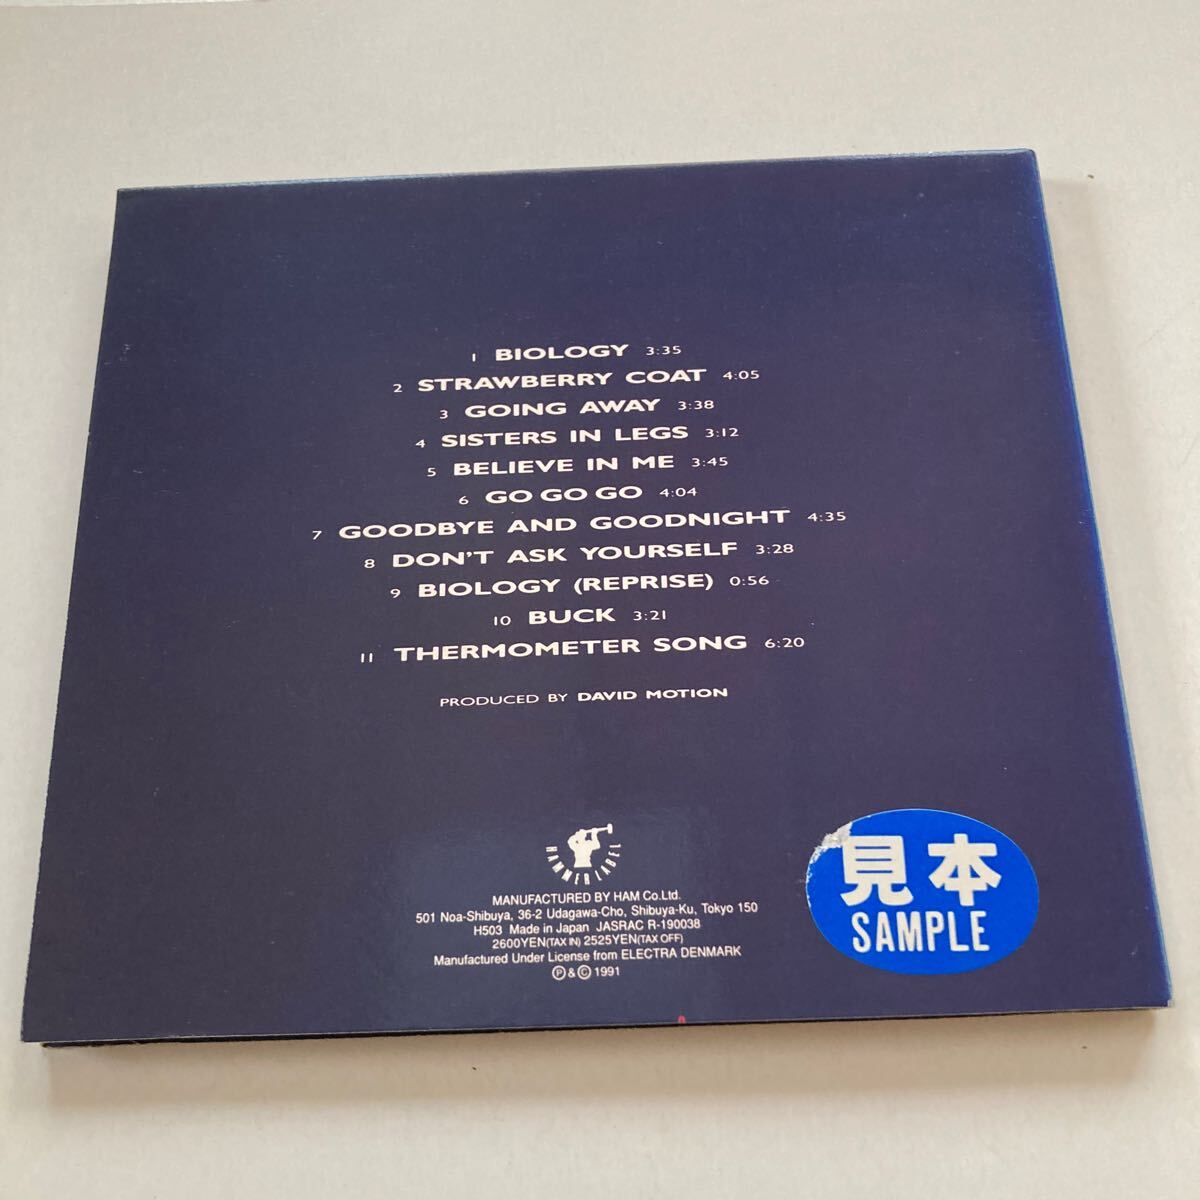 1 BIOLOGY 3:35
2 STRAWBERRY COAT 4:05
3 GOING AWAY 3:38
4 SISTERS IN LEGS 3:12
5 BELIEVE IN ME 3:45
6 GO GO GO 4:04
7 GOODBYE AND GOODNIGHT 4:35
8 DON'T ASK YOURSELF 3:28
9 BIOLOGY (REPRISE) 0:56
10 BUCK 3:21
11 THERMOMETER SONG 6:20
PRODUCED BY DAVID MOTION
HAMMER LABEL
MANUFACTURED BY HAM Co.Ltd.
501 Noa-Shibuya, 36-2 Udagawa-Cho, Shibuya-Ku, Tokyo 150
H503 Made in Japan JASRAC R-190038
2600YEN(TAX IN) 2525YEN(TAX OFF)
Manufactured Under License from ELECTRA DENMARK
Ⓟ&Ⓒ 1991
見本
SAMPLE